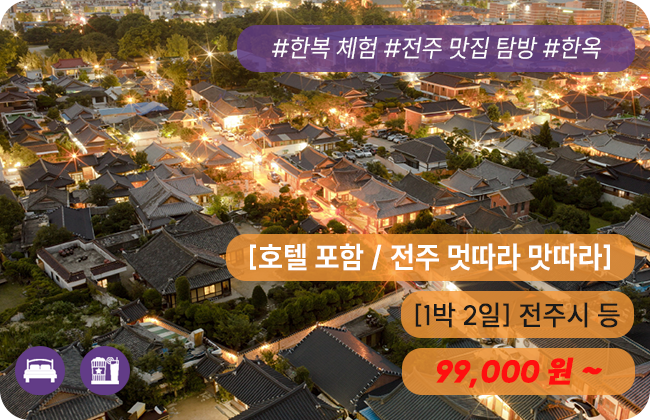 #한복 체험 #전주 맛집 탐방 #한옥
[호텔 포함 / 전주 멋따라 맛따라]
[1박 2일] 전주시 등
99,000 원 ~